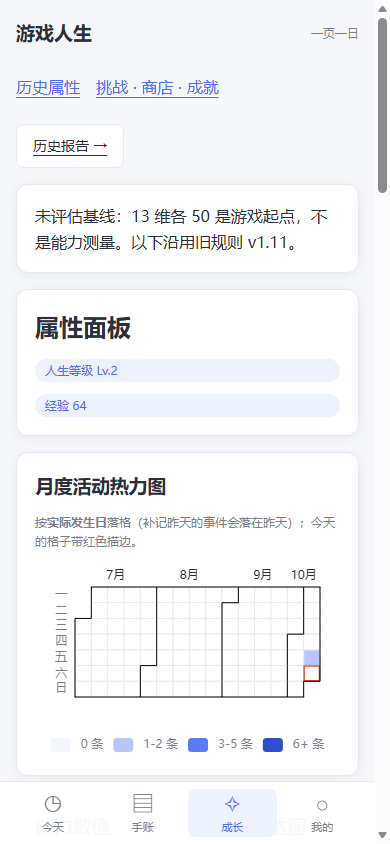 游戏人生
一页一日
历史属性 挑战 · 商店 · 成就
历史报告 →
未评估基线：13 维各 50 是游戏起点，不
是能力测量。以下沿用旧规则 v1.11。
属性面板
人生等级 Lv.2
经验 64
月度活动热力图
按实际发生日落格（补记昨天的事件会落在昨天）；今天
的格子带红色描边。
7月 8月 9月 10月
一
二
三
四
五
六
日
0 条 1-2 条 3-5 条 6+ 条
今天 手账 成长 我的